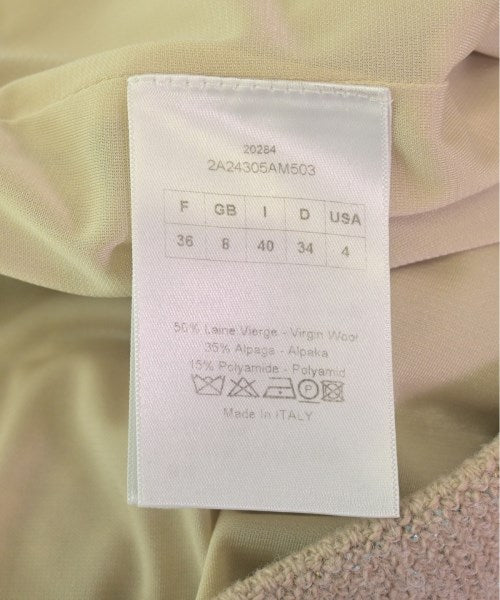 20284
2A24305AM503
F GB I D USA
36 8 40 34 4
50% Laine Vierge - Virgin Wool
35% Alpaga - Alpaka
15% Polyamide - Polyamid
P
Made In ITALY